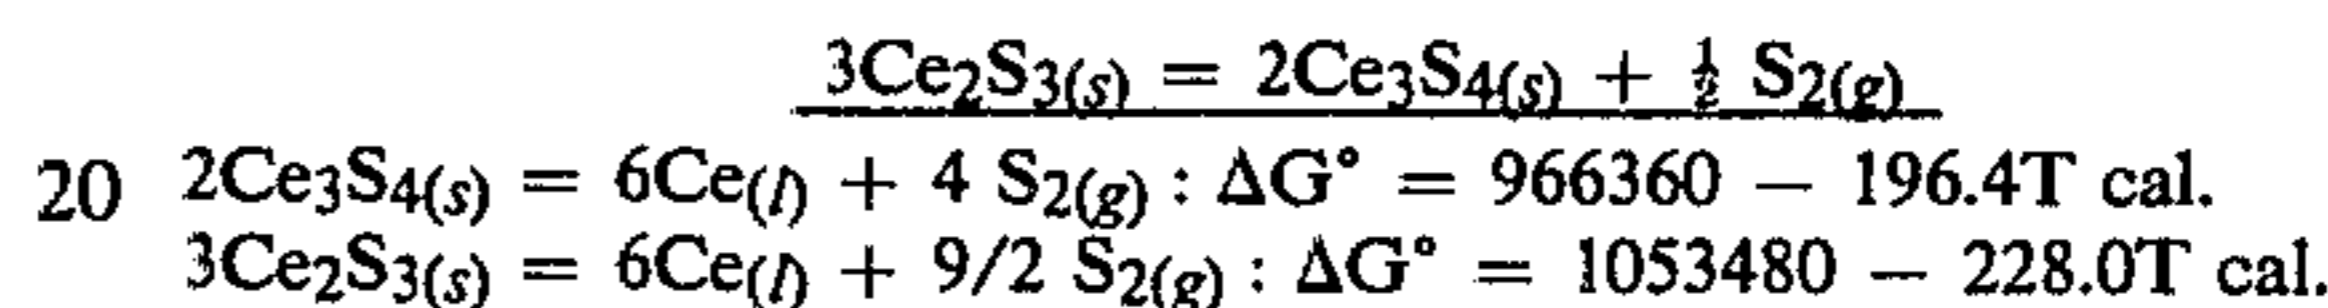 3Ce2S3(s) = 2Ce3S4(s) + ½ S2(g)
20 2Ce3S4(s) = 6Ce(l) + 4 S2(g) : ΔG° = 966360 − 196.4T cal.
3Ce2S3(s) = 6Ce(l) + 9/2 S2(g) : ΔG° = 1053480 − 228.0T cal.